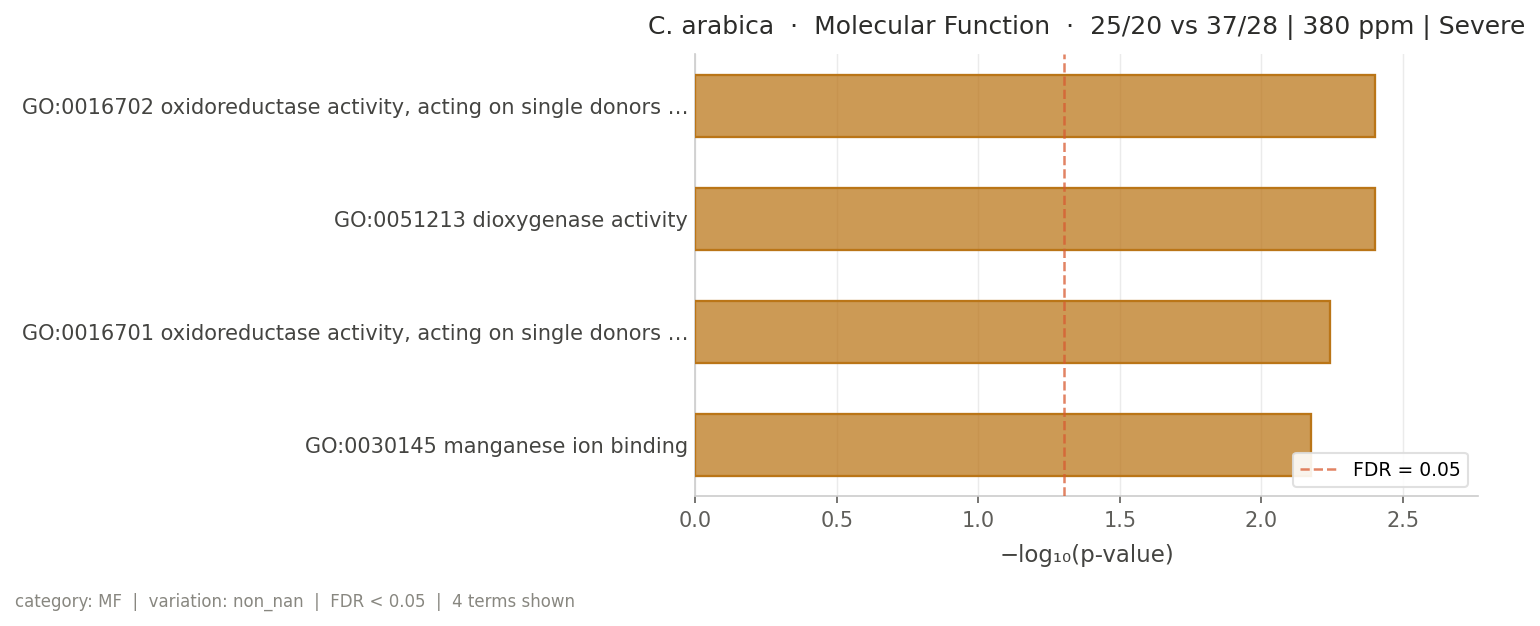 C. arabica · Molecular Function · 25/20 vs 37/28 | 380 ppm | Severe
GO:0016702 oxidoreductase activity, acting on single donors …
GO:0051213 dioxygenase activity
GO:0016701 oxidoreductase activity, acting on single donors …
GO:0030145 manganese ion binding
FDR = 0.05
0.0 0.5 1.0 1.5 2.0 2.5
−log₁₀(p-value)
category: MF | variation: non_nan | FDR < 0.05 | 4 terms shown